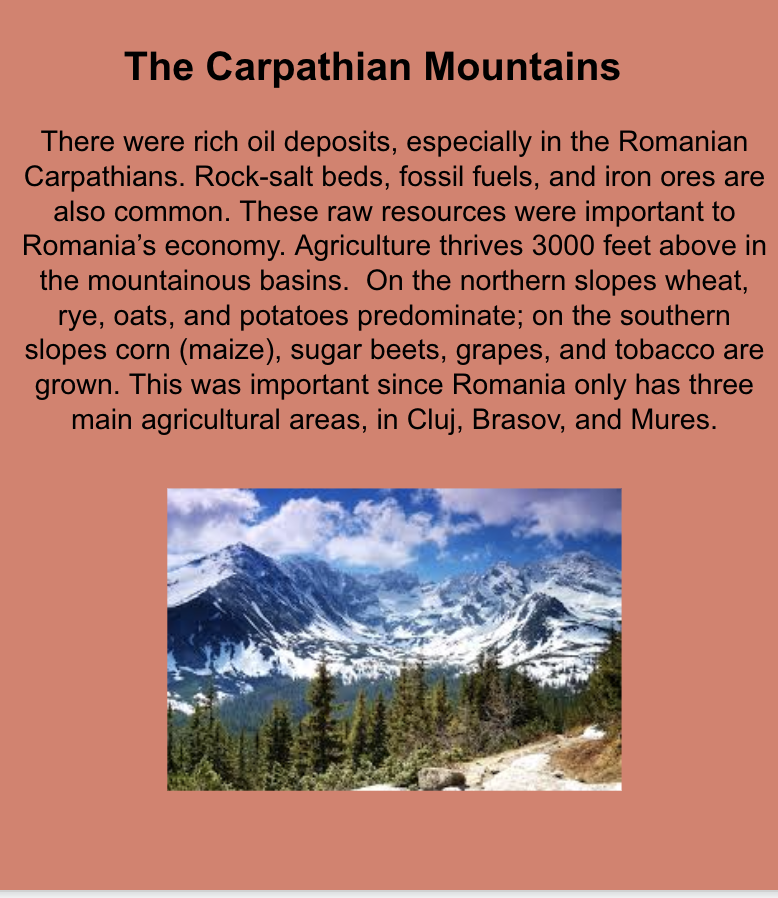 The Carpathian Mountains
There were rich oil deposits, especially in the Romanian
Carpathians. Rock-salt beds, fossil fuels, and iron ores are
also common. These raw resources were important to
Romania’s economy. Agriculture thrives 3000 feet above in
the mountainous basins.  On the northern slopes wheat,
rye, oats, and potatoes predominate; on the southern
slopes corn (maize), sugar beets, grapes, and tobacco are
grown. This was important since Romania only has three
main agricultural areas, in Cluj, Brasov, and Mures.